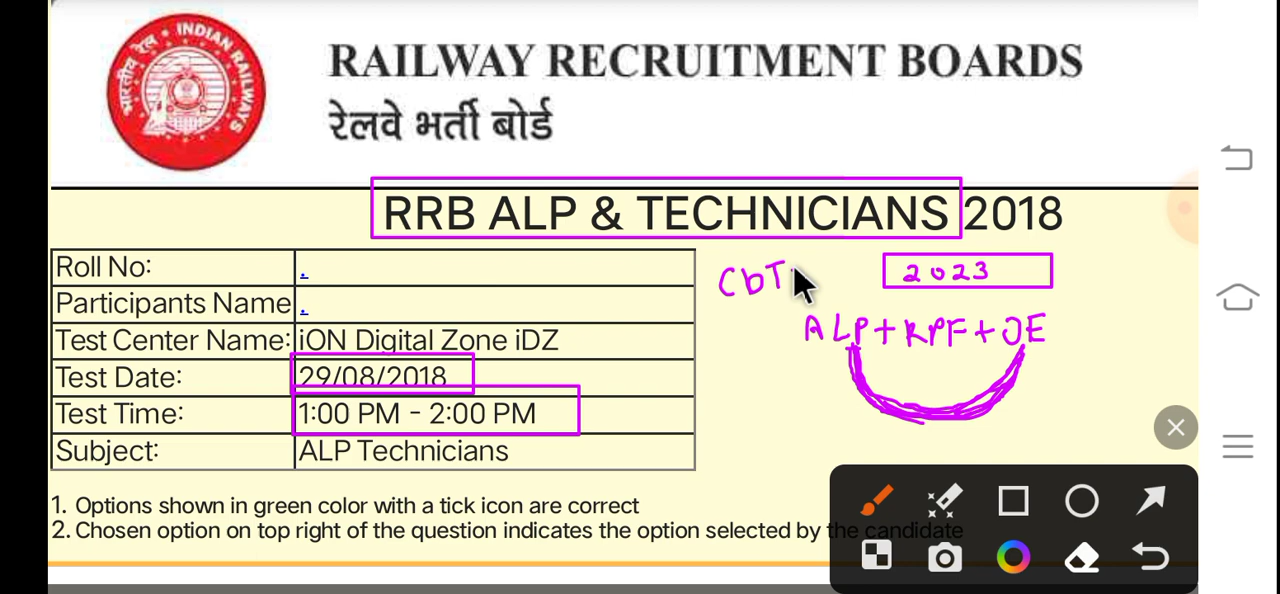 भारतीय रेल • INDIAN RAILWAYS
RAILWAY RECRUITMENT BOARDS
रेलवे भर्ती बोर्ड
RRB ALP & TECHNICIANS 2018
Roll No: .
Participants Name .
Test Center Name: iON Digital Zone iDZ
Test Date: 29/08/2018
Test Time: 1:00 PM - 2:00 PM
Subject: ALP Technicians
CbT
2023
ALP+RPF+JE
1. Options shown in green color with a tick icon are correct
2. Chosen option on top right of the question indicates the option selected by the candidate